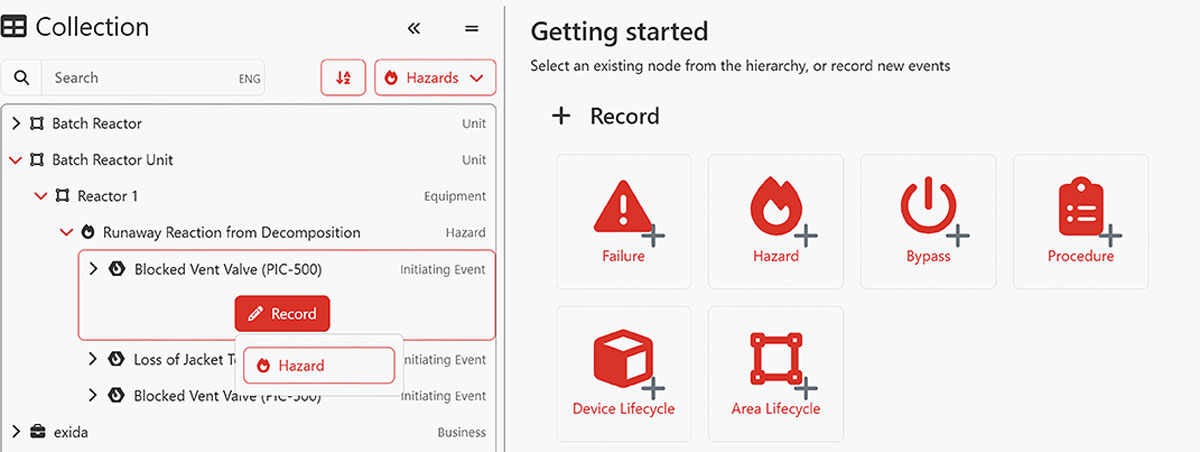 Collection
Search ENG
Hazards
Batch Reactor Unit
Batch Reactor Unit Unit
Reactor 1 Equipment
Runaway Reaction from Decomposition Hazard
Blocked Vent Valve (PIC-500) Initiating Event
Record
Hazard
Loss of Jacket Initiating Event
Blocked Vent Valve (PIC-500) Initiating Event
exida Business
Getting started
Select an existing node from the hierarchy, or record new events
Record
Failure
Hazard
Bypass
Procedure
Device Lifecycle
Area Lifecycle